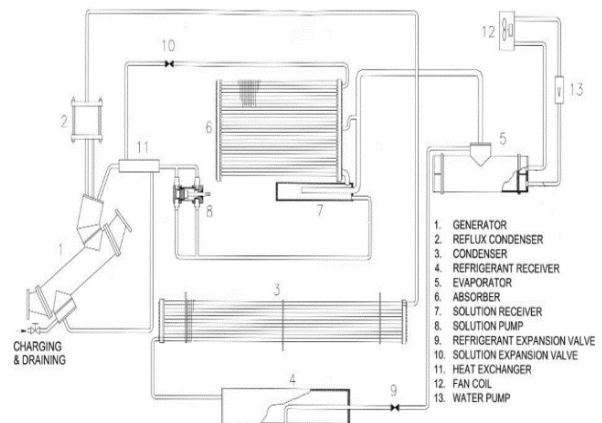 10
12
13
2
6
5
11
8
7
1
3
CHARGING
& DRAINING
4
9
1. GENERATOR
2. REFLUX CONDENSER
3. CONDENSER
4. REFRIGERANT RECEIVER
5. EVAPORATOR
6. ABSORBER
7. SOLUTION RECEIVER
8. SOLUTION PUMP
9. REFRIGERANT EXPANSION VALVE
10. SOLUTION EXPANSION VALVE
11. HEAT EXCHANGER
12. FAN COIL
13. WATER PUMP